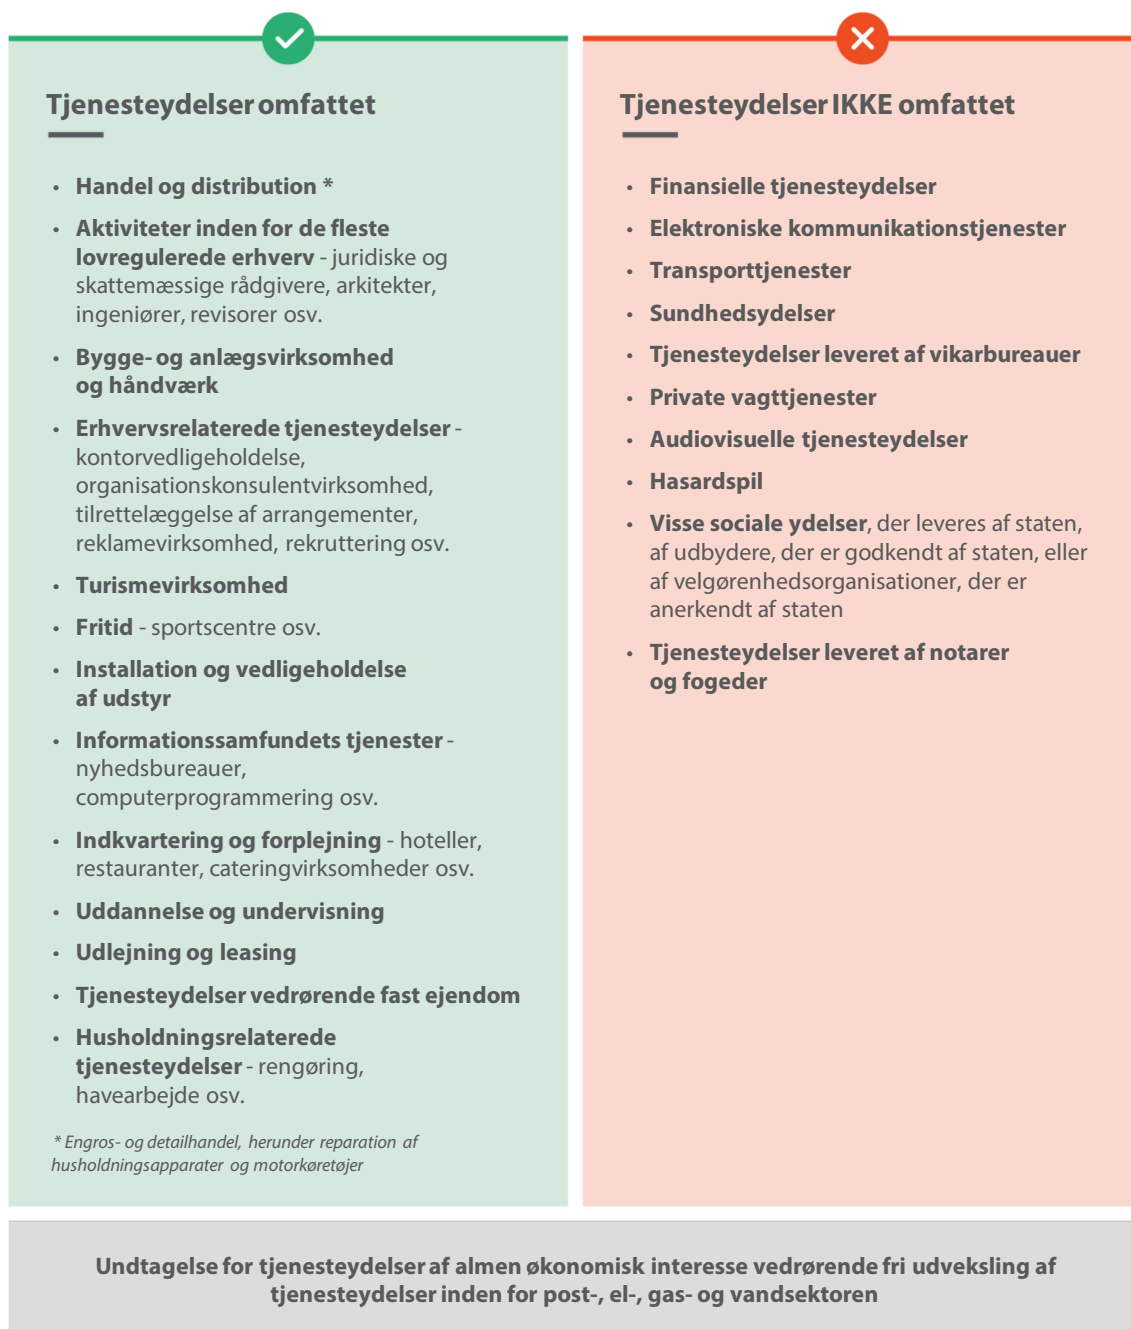 Tjenesteydelser omfattet
• Handel og distribution *
• Aktiviteter inden for de fleste
lovregulerede erhverv - juridiske og
skattemæssige rådgivere, arkitekter,
ingeniører, revisorer osv.
• Bygge- og anlægsvirksomhed
og håndværk
• Erhvervsrelaterede tjenesteydelser -
kontorvedligeholdelse,
organisationskonsulentvirksomhed,
tilrettelæggelse af arrangementer,
reklamevirksomhed, rekruttering osv.
• Turismevirksomhed
• Fritid - sportscentre osv.
• Installation og vedligeholdelse
af udstyr
• Informationssamfundets tjenester -
nyhedsbureauer,
computerprogrammering osv.
• Indkvartering og forplejning - hoteller,
restauranter, cateringvirksomheder osv.
• Uddannelse og undervisning
• Udlejning og leasing
• Tjenesteydelser vedrørende fast ejendom
• Husholdningsrelaterede
tjenesteydelser - rengøring,
havearbejde osv.
* Engros- og detailhandel, herunder reparation af
husholdningsapparater og motorkøretøjer
Tjenesteydelser IKKE omfattet
• Finansielle tjenesteydelser
• Elektroniske kommunikationstjenester
• Transporttjenester
• Sundhedsydelser
• Tjenesteydelser leveret af vikarbureauer
• Private vagttjenester
• Audiovisuelle tjenesteydelser
• Hasardspil
• Visse sociale ydelser, der leveres af staten,
af udbydere, der er godkendt af staten, eller
af velgørenhedsorganisationer, der er
anerkendt af staten
• Tjenesteydelser leveret af notarer
og fogeder
Undtagelse for tjenesteydelser af almen økonomisk interesse vedrørende fri udveksling af
tjenesteydelser inden for post-, el-, gas- og vandsektoren